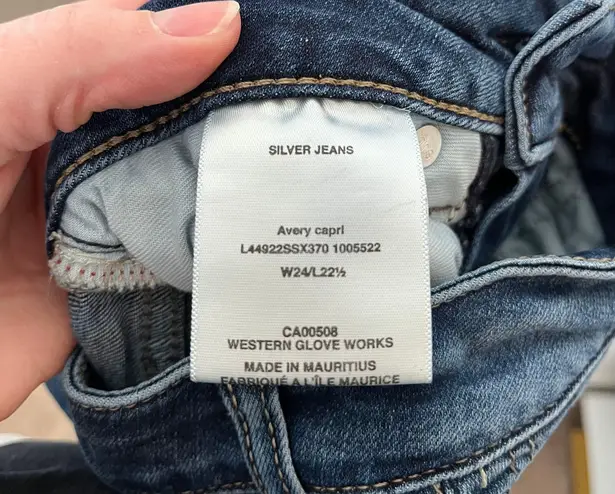 SILVER JEANS
Avery capri
L44922SSX370 1005522
W24/L22½
CA00508
WESTERN GLOVE WORKS
MADE IN MAURITIUS
FABRIQUÉ A L'ÎLE MAURICE